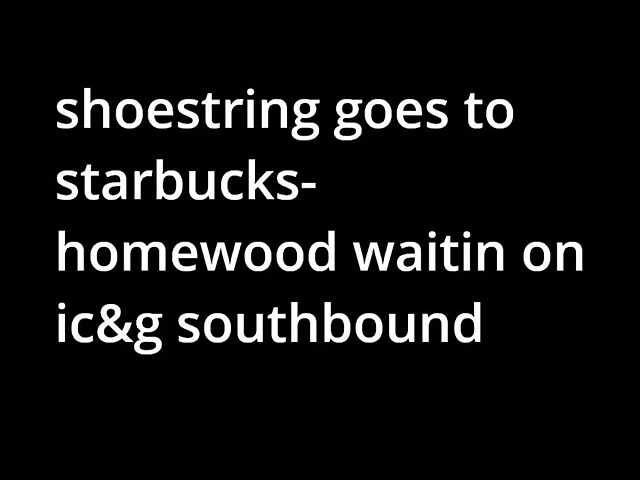 shoestring goes to
starbucks-
homewood waitin on
ic&g southbound